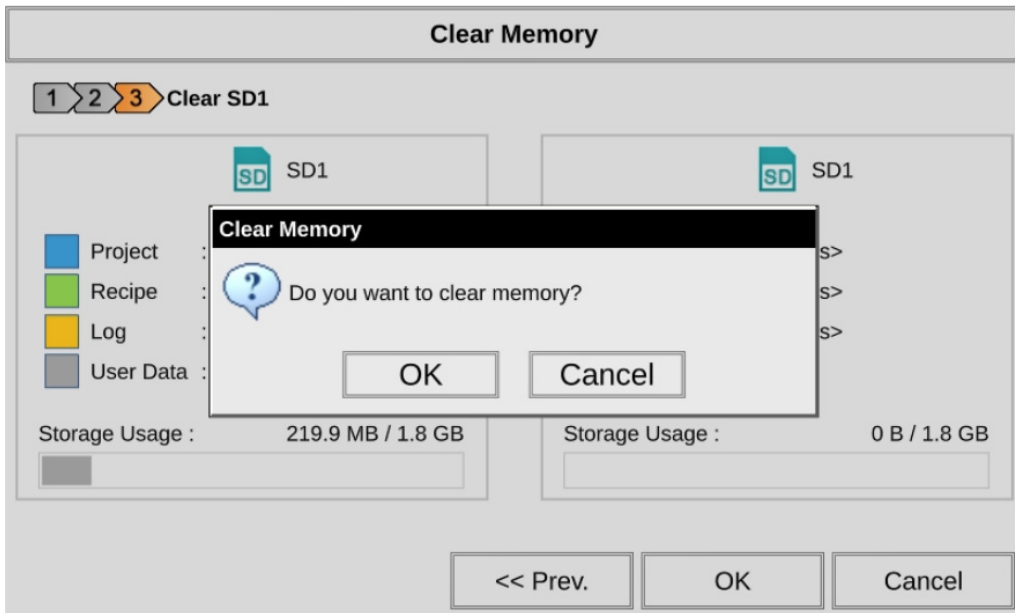 Clear Memory
1 2 3 Clear SD1
SD SD1
SD SD1
Clear Memory
Project :
s>
Recipe :
s>
Do you want to clear memory?
Log :
s>
User Data :
OK Cancel
Storage Usage : 219.9 MB / 1.8 GB
Storage Usage : 0 B / 1.8 GB
<< Prev. OK Cancel